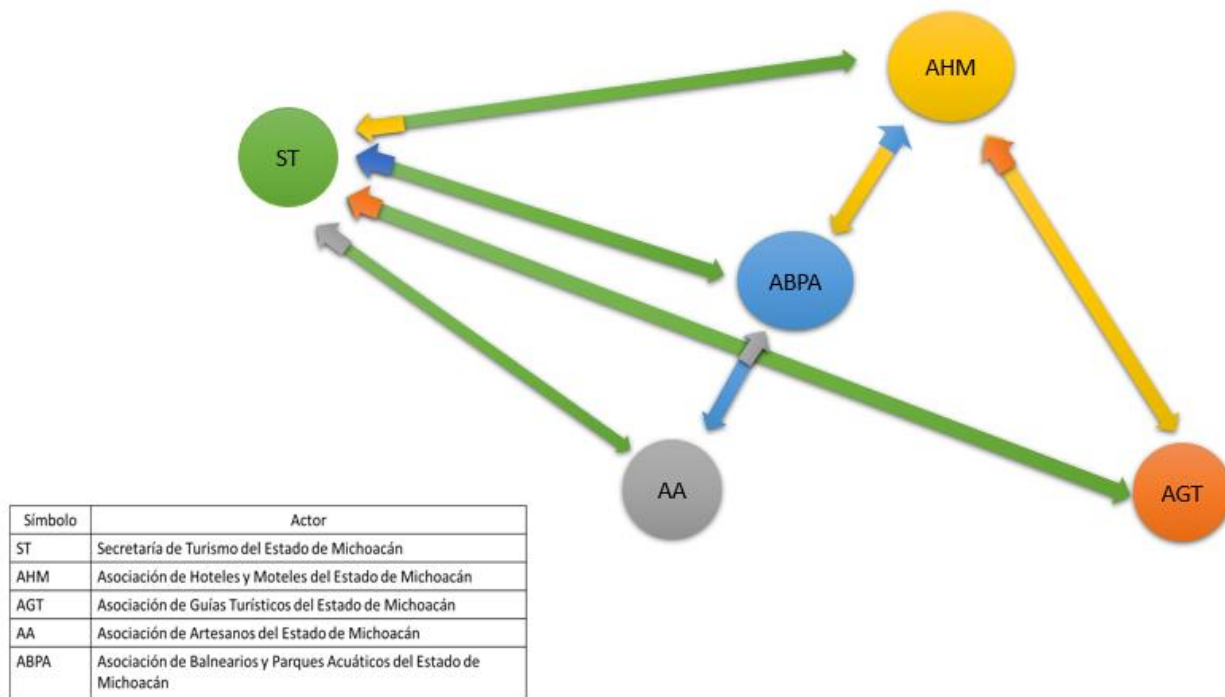 AHM
ST
ABPA
AA
AGT
Símbolo Actor
ST Secretaría de Turismo del Estado de Michoacán
AHM Asociación de Hoteles y Moteles del Estado de Michoacán
AGT Asociación de Guías Turísticos del Estado de Michoacán
AA Asociación de Artesanos del Estado de Michoacán
ABPA Asociación de Balnearios y Parques Acuáticos del Estado de
Michoacán